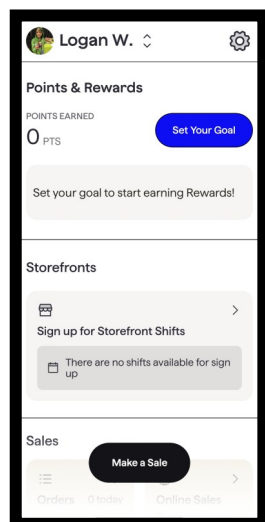 Logan W.
Points & Rewards
POINTS EARNED
0 PTS
Set Your Goal
Set your goal to start earning Rewards!
Storefronts
Sign up for Storefront Shifts
There are no shifts available for sign
up
Sales
Make a Sale
Orders 0 today
Online Sales